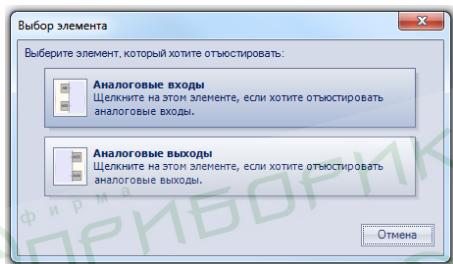 Выбор элемента
Выберите элемент, который хотите отъюстировать:
Аналоговые входы
Щелкните на этом элементе, если хотите отъюстировать
аналоговые входы.
Аналоговые выходы
Щелкните на этом элементе, если хотите отъюстировать
аналоговые выходы.
фирма
Отмена